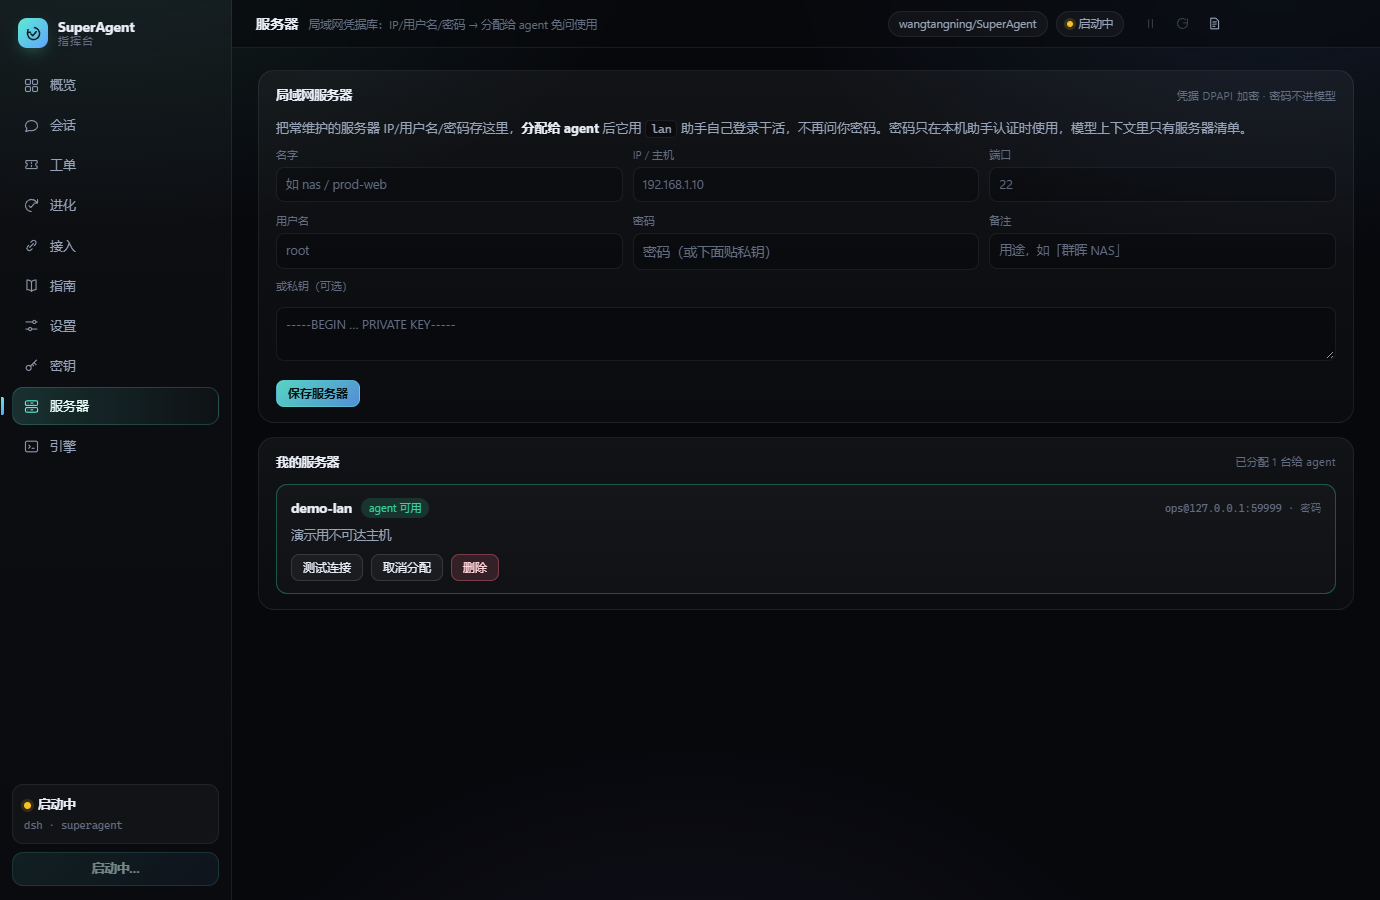 SuperAgent
指挥台
概览
会话
工单
进化
接入
指南
设置
密钥
服务器
引擎
启动中
dsh · superagent
启动中...
服务器 局域网凭据库：IP/用户名/密码 → 分配给 agent 免问使用
wangtangning/SuperAgent
启动中
局域网服务器
凭据 DPAPI 加密 · 密码不进模型
把常维护的服务器 IP/用户名/密码存这里，分配给 agent 后它用 lan 助手自己登录干活，不再问你密码。密码只在本机助手认证时使用，模型上下文里只有服务器清单。
名字 IP / 主机 端口
如 nas / prod-web 192.168.1.10 22
用户名 密码 备注
root 密码（或下面贴私钥） 用途，如「群晖 NAS」
或私钥（可选）
-----BEGIN ... PRIVATE KEY-----
保存服务器
我的服务器 已分配 1 台给 agent
demo-lan agent 可用 ops@127.0.0.1:59999 · 密码
演示用不可达主机
测试连接 取消分配 删除